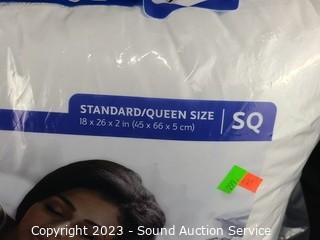 STANDARD/QUEEN SIZE
18 x 26 x 2 in (45 x 66 x 5 cm)
SQ
Copyright 2023 - Sound Auction Service